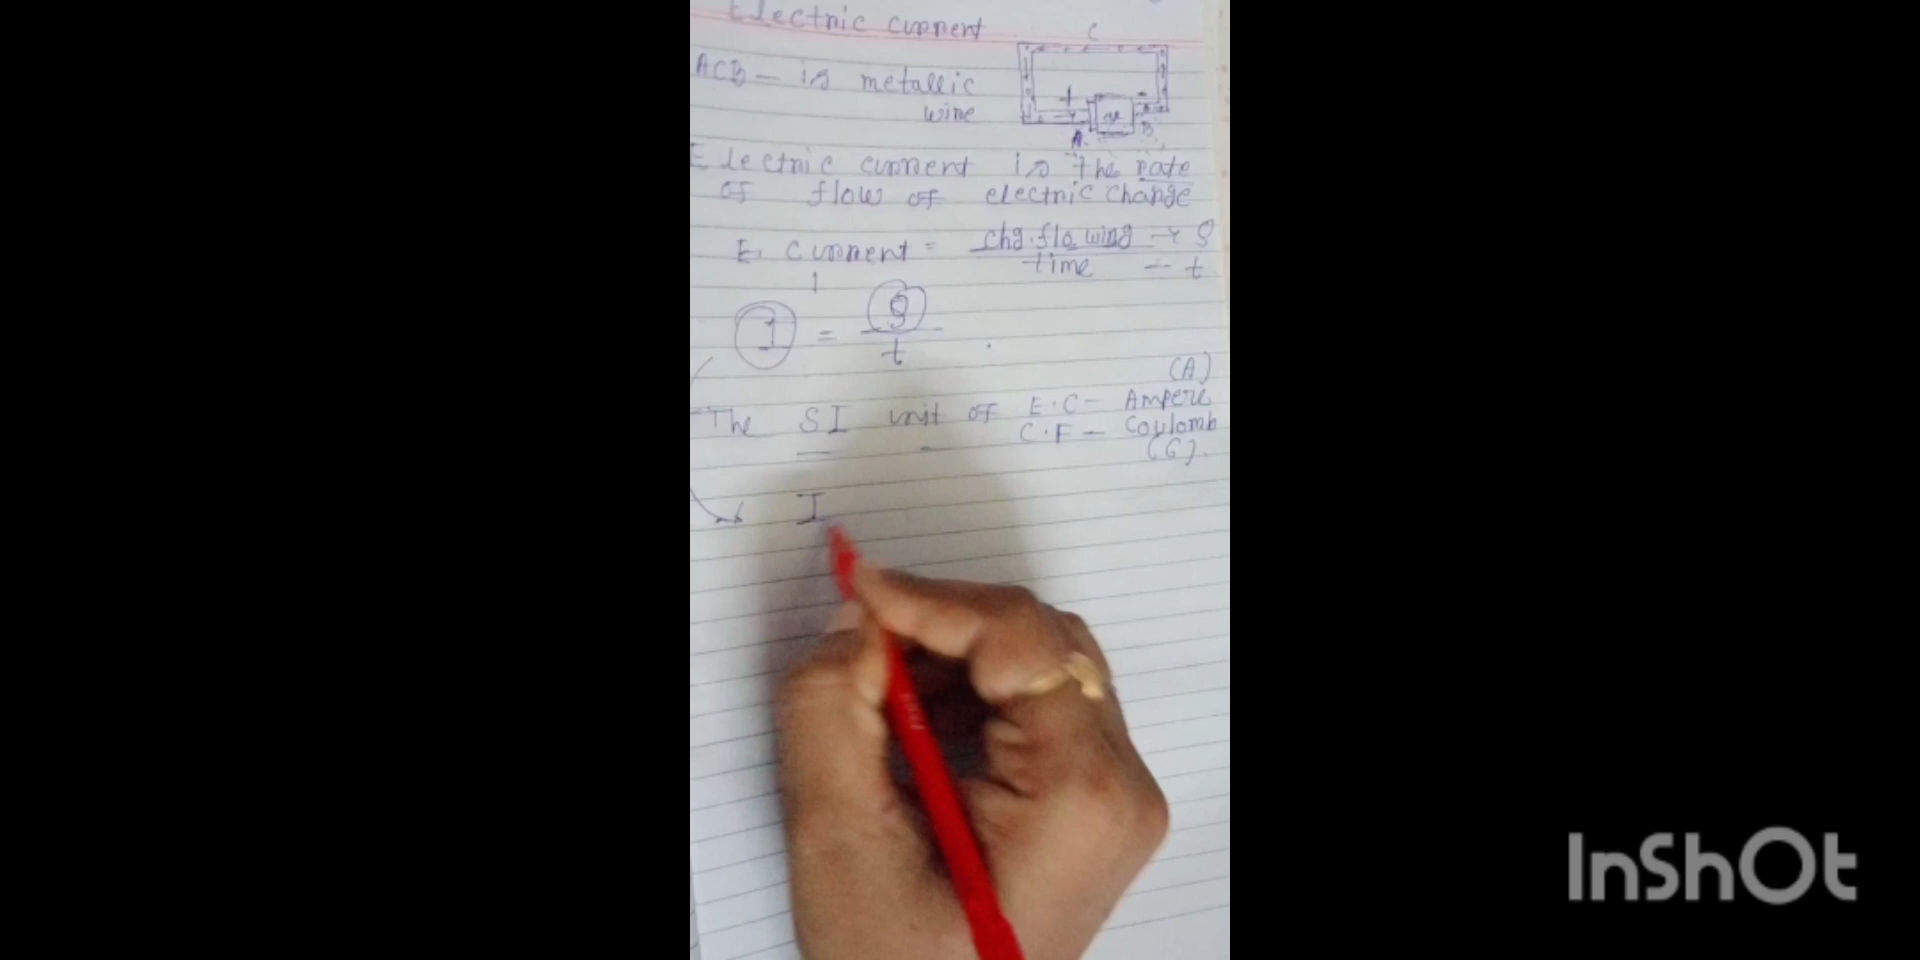 Electric current
C
ACB - is metallic
wire
+ -
A B
Electric current is the rate
of flow of electric charge
E. current = chg. flowing → Q
time - t
I
I = Q
t
(A)
The SI unit of E.C - Ampere
C.F - Coulomb
(C).
→ I
InShOt